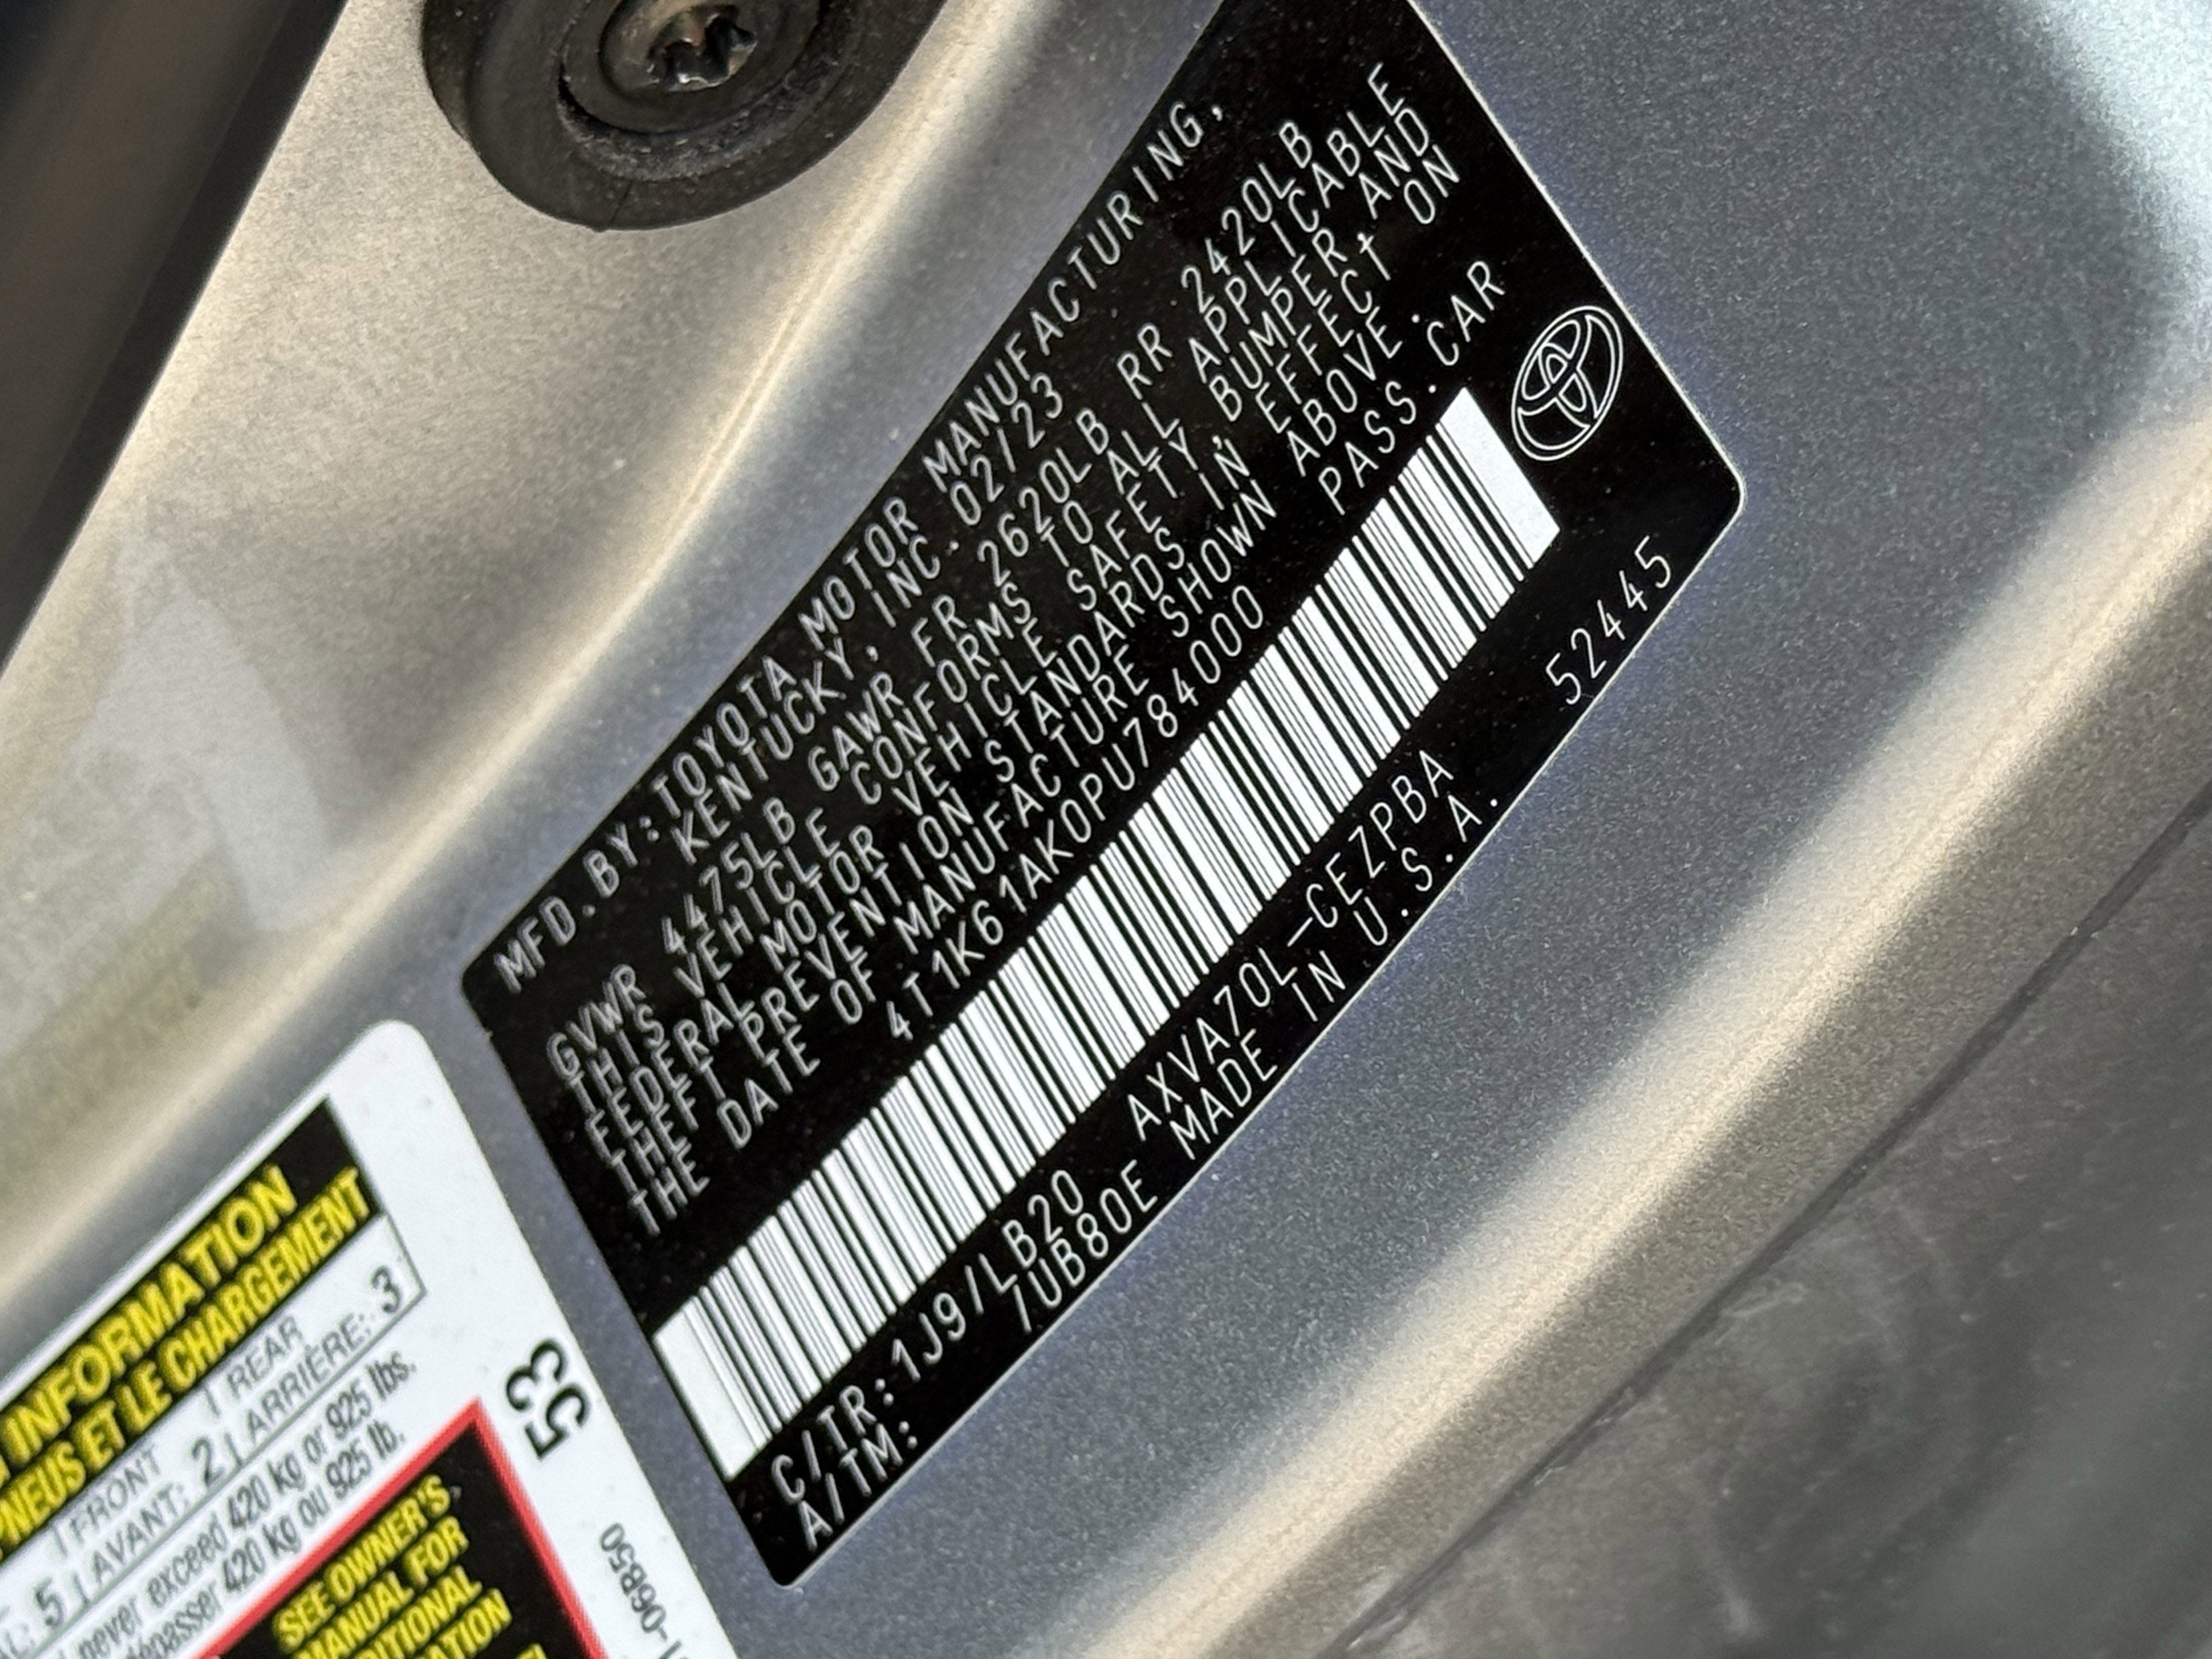 MFD.BY:TOYOTA MOTOR MANUFACTURING,
KENTUCKY, INC. 02/23
GVWR 4475LB GAWR FR 2620LB RR 2420LB
THIS VEHICLE CONFORMS TO ALL APPLICABLE
FEDERAL MOTOR VEHICLE SAFETY, BUMPER, AND
THEFT PREVENTION STANDARDS IN EFFECT ON
THE DATE OF MANUFACTURE SHOWN ABOVE.
4T1K61AK0PU784000 PASS.CAR
C/TR:1J9/LB20 AXVA70L-CEZPBA 52445
A/TM: 7UB80E MADE IN U.S.A.
INFORMATION
PNEUS ET LE CHARGEMENT
FRONT REAR
5 AVANT: 2 ARRIÈRE: 3
never exceed 420 kg or 925 lbs.
420 kg ou 925 lb.
SEE OWNER'S
MANUAL FOR
53
-06B50